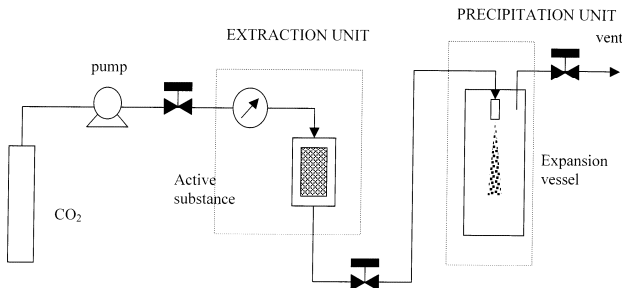 PRECIPITATION UNIT
EXTRACTION UNIT
vent
pump
Active
substance
Expansion
vessel
CO₂